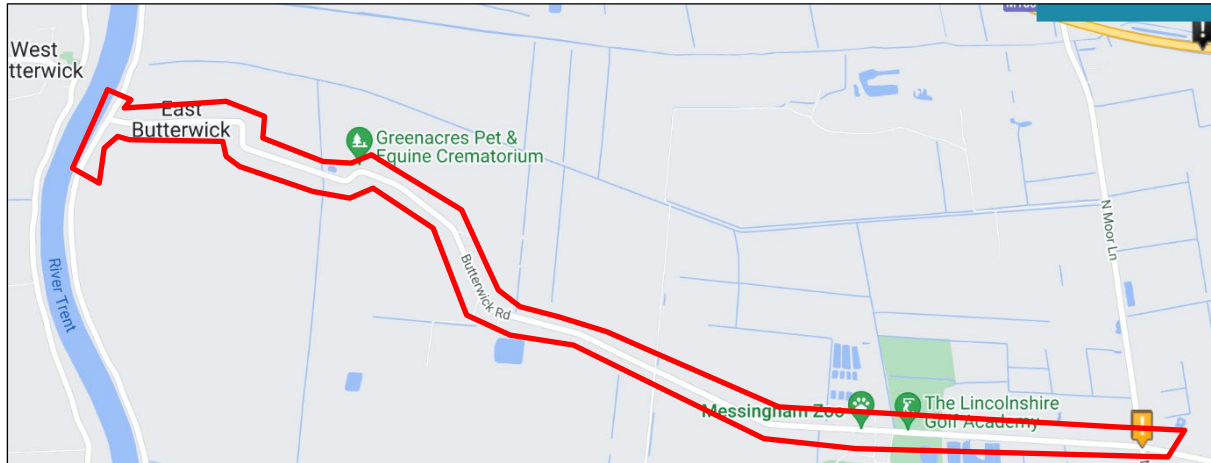 West
tterwick
East
Butterwick
Greenacres Pet &
Equine Crematorium
River Trent
Butterwick Rd
N Moor Ln
Messingham Zoo
The Lincolnshire
Golf Academy